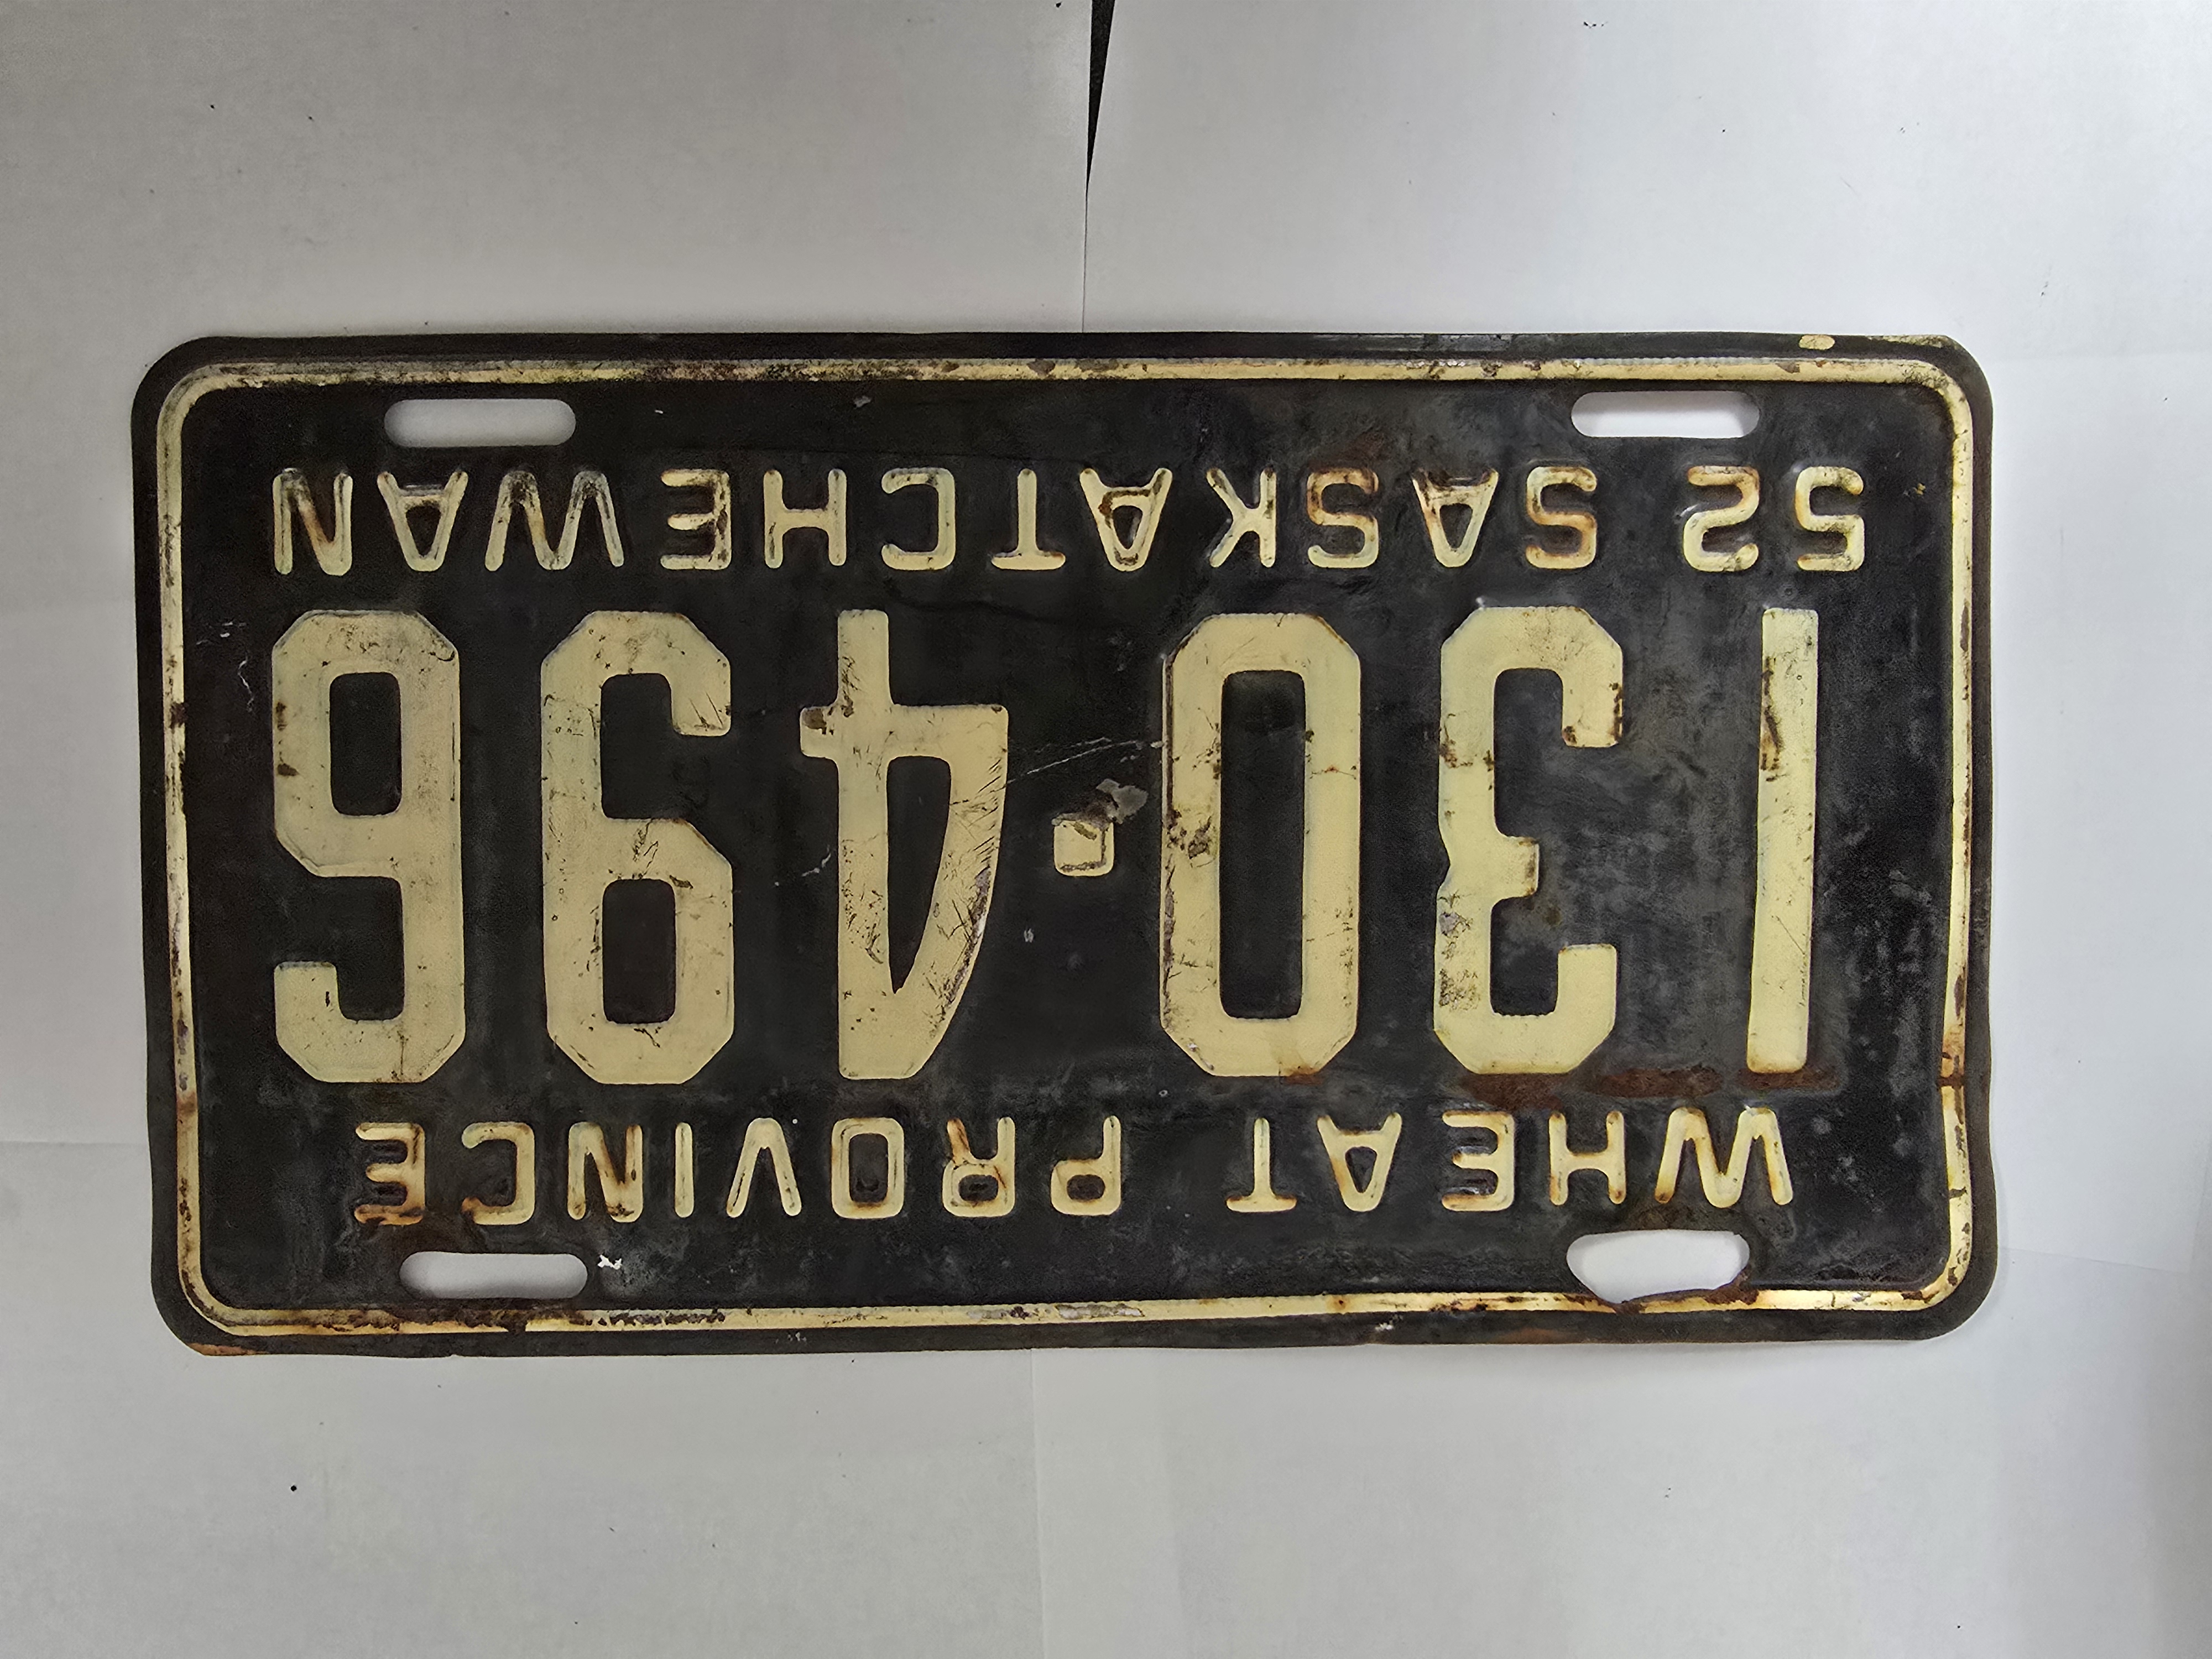 WHEAT PROVINCE
130·496
52 SASKATCHEWAN